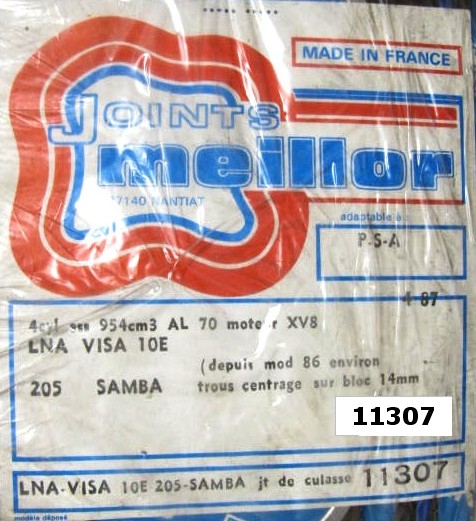 MADE IN FRANCE
JOINTS
meillor
87140 NANTIAT
adaptable à
P-S-A
4-87
4cyl ess 954cm3 AL 70 moteur XV8
LNA VISA 10E
(depuis mod 86 environ
205 SAMBA trous centrage sur bloc 14mm
11307
LNA-VISA 10E 205-SAMBA jt de culasse 11307
modèle déposé